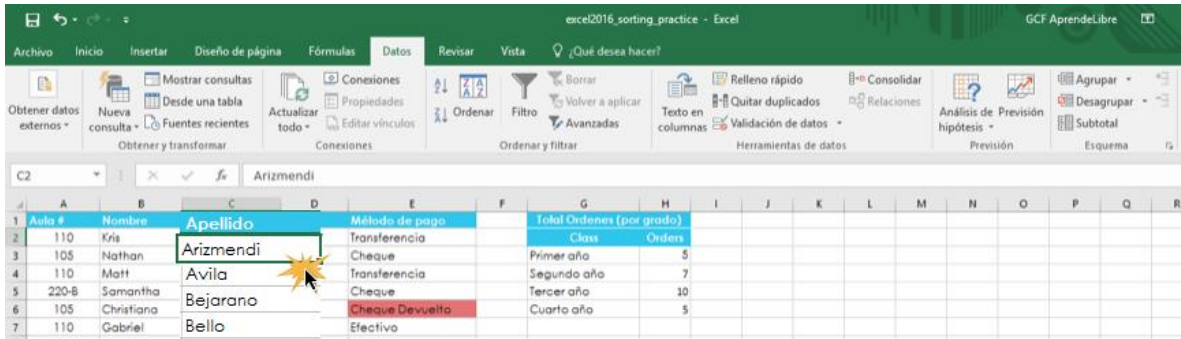 excel2016_sorting_practice - Excel GCF AprendeLibre
Archivo Inicio Insertar Diseño de página Fórmulas Datos Revisar Vista ¿Qué desea hacer?
Obtener datos externos
Nueva consulta
Mostrar consultas
Desde una tabla
Fuentes recientes
Obtener y transformar
Actualizar todo
Conexiones
Propiedades
Editar vínculos
Conexiones
Ordenar
Filtro
Borrar
Volver a aplicar
Avanzadas
Ordenar y filtrar
Texto en columnas
Relleno rápido
Quitar duplicados
Validación de datos
Consolidar
Relaciones
Herramientas de datos
Análisis de hipótesis
Previsión
Previsión
Agrupar
Desagrupar
Subtotal
Esquema
C2 fx Arizmendi
A B C D E F G H I J K L M N O P Q R
1 Aula # Nombre Apellido Método de pago Total Ordenes (por grado)
2 110 Kris Arizmendi Transferencia Class Orders
3 105 Nathan Avila Cheque Primer año 5
4 110 Matt Bejarano Transferencia Segundo año 7
5 220-B Samantha Bello Cheque Tercer año 10
6 105 Christiana Cheque Devuelto Cuarto año 5
7 110 Gabriel Efectivo